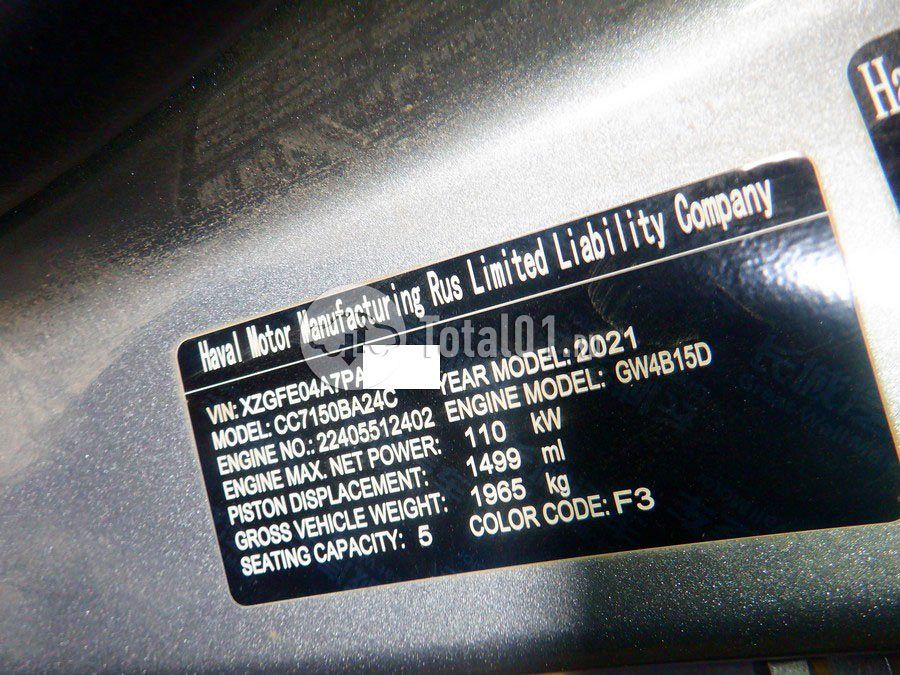 Ha
Haval Motor Manufacturing Rus Limited Liability Company
Total01.
VIN: XZGFE04A7PA
YEAR MODEL: 2021
MODEL: CC7150BA24C
ENGINE NO.: 22405512402 ENGINE MODEL: GW4B15D
ENGINE MAX. NET POWER: 110 kW
PISTON DISPLACEMENT: 1499 ml
GROSS VEHICLE WEIGHT: 1965 kg
SEATING CAPACITY: 5 COLOR CODE: F3